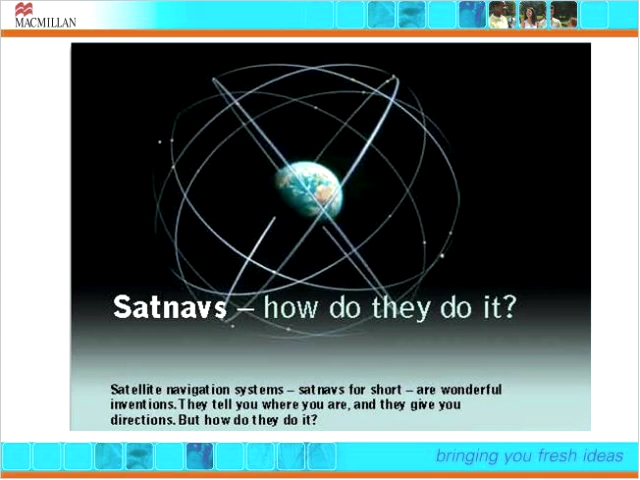 MACMILLAN
Satnavs – how do they do it?
Satellite navigation systems – satnavs for short – are wonderful
inventions. They tell you where you are, and they give you
directions. But how do they do it?
bringing you fresh ideas